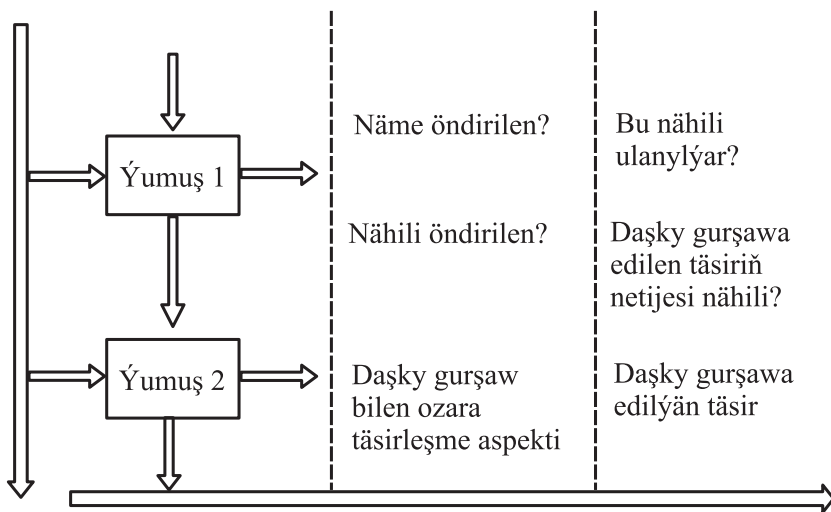 Ýumuş 1
Näme öndirilen?
Bu nähili
ulanylýar?
Nähili öndirilen?
Daşky gurşawa
edilen täsiriň
netijesi nähili?
Ýumuş 2
Daşky gurşaw
bilen ozara
täsirleşme aspekti
Daşky gurşawa
edilýän täsir